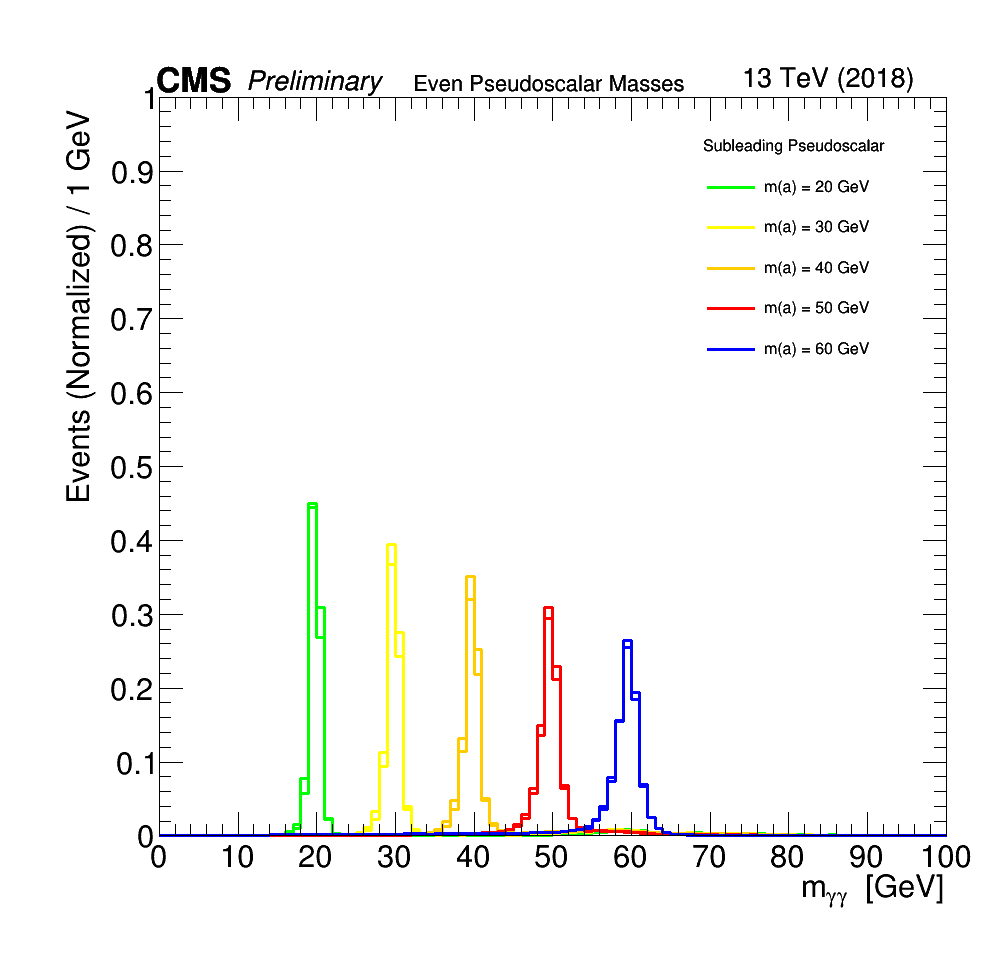 CMS Preliminary Even Pseudoscalar Masses 13 TeV (2018)
Events (Normalized) / 1 GeV
1
0.9
0.8
0.7
0.6
0.5
0.4
0.3
0.2
0.1
0
Subleading Pseudoscalar
m(a) = 20 GeV
m(a) = 30 GeV
m(a) = 40 GeV
m(a) = 50 GeV
m(a) = 60 GeV
0 10 20 30 40 50 60 70 80 90 100
mγγ [GeV]